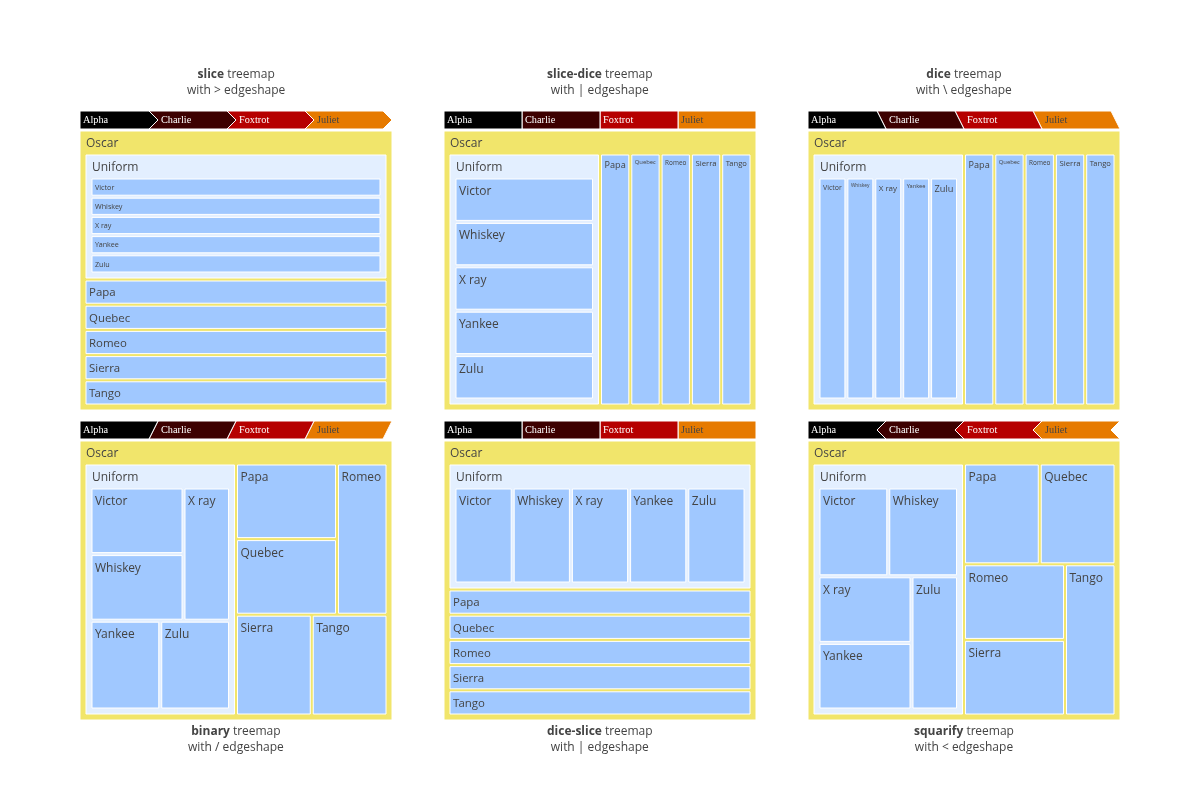 slice treemap
with > edgeshape
Alpha
Charlie
Foxtrot
Juliet
Oscar
Uniform
Victor
Whiskey
X ray
Yankee
Zulu
Papa
Quebec
Romeo
Sierra
Tango
slice-dice treemap
with | edgeshape
Alpha
Charlie
Foxtrot
Juliet
Oscar
Uniform
Victor
Whiskey
X ray
Yankee
Zulu
Papa
Quebec
Romeo
Sierra
Tango
dice treemap
with \ edgeshape
Alpha
Charlie
Foxtrot
Juliet
Oscar
Uniform
Victor
Whiskey
X ray
Yankee
Zulu
Papa
Quebec
Romeo
Sierra
Tango
Alpha
Charlie
Foxtrot
Juliet
Oscar
Uniform
Victor
X ray
Whiskey
Yankee
Zulu
Papa
Romeo
Quebec
Sierra
Tango
binary treemap
with / edgeshape
Alpha
Charlie
Foxtrot
Juliet
Oscar
Uniform
Victor
Whiskey
X ray
Yankee
Zulu
Papa
Quebec
Romeo
Sierra
Tango
dice-slice treemap
with | edgeshape
Alpha
Charlie
Foxtrot
Juliet
Oscar
Uniform
Victor
Whiskey
X ray
Zulu
Yankee
Papa
Quebec
Romeo
Tango
Sierra
squarify treemap
with < edgeshape